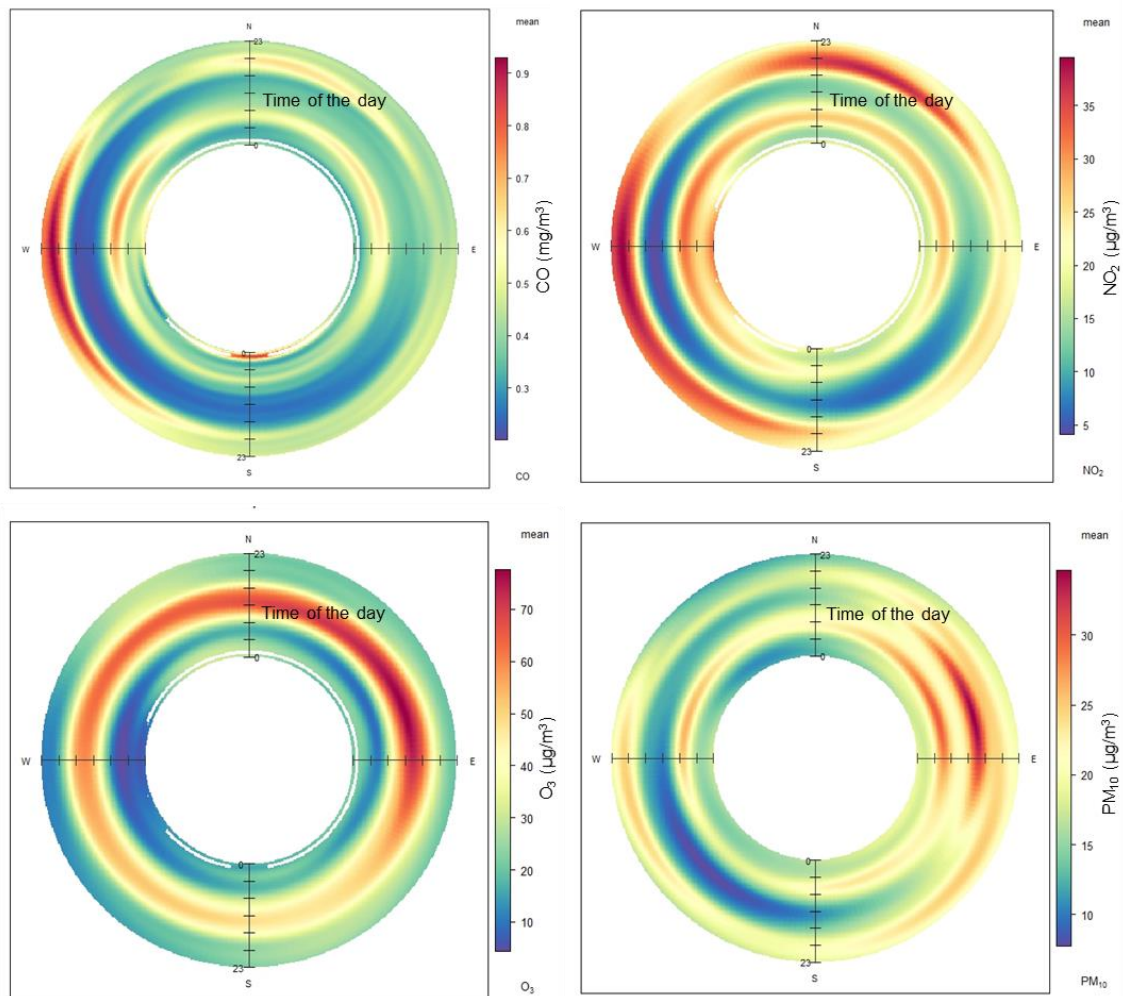 mean
N
23
0.9
Time of the day
0.8
0
0.7
W
E
CO (mg/m³)
0.6
0.5
0
0.4
0.3
23
S
CO
mean
N
23
35
Time of the day
30
0
25
W
E
NO₂ (µg/m³)
20
15
0
10
5
23
S
NO₂
mean
N
23
70
Time of the day
60
0
50
W
E
O₃ (µg/m³)
40
30
0
20
10
23
S
O₃
mean
N
23
30
Time of the day
25
0
W
E
PM₁₀ (µg/m³)
20
15
0
10
23
S
PM₁₀